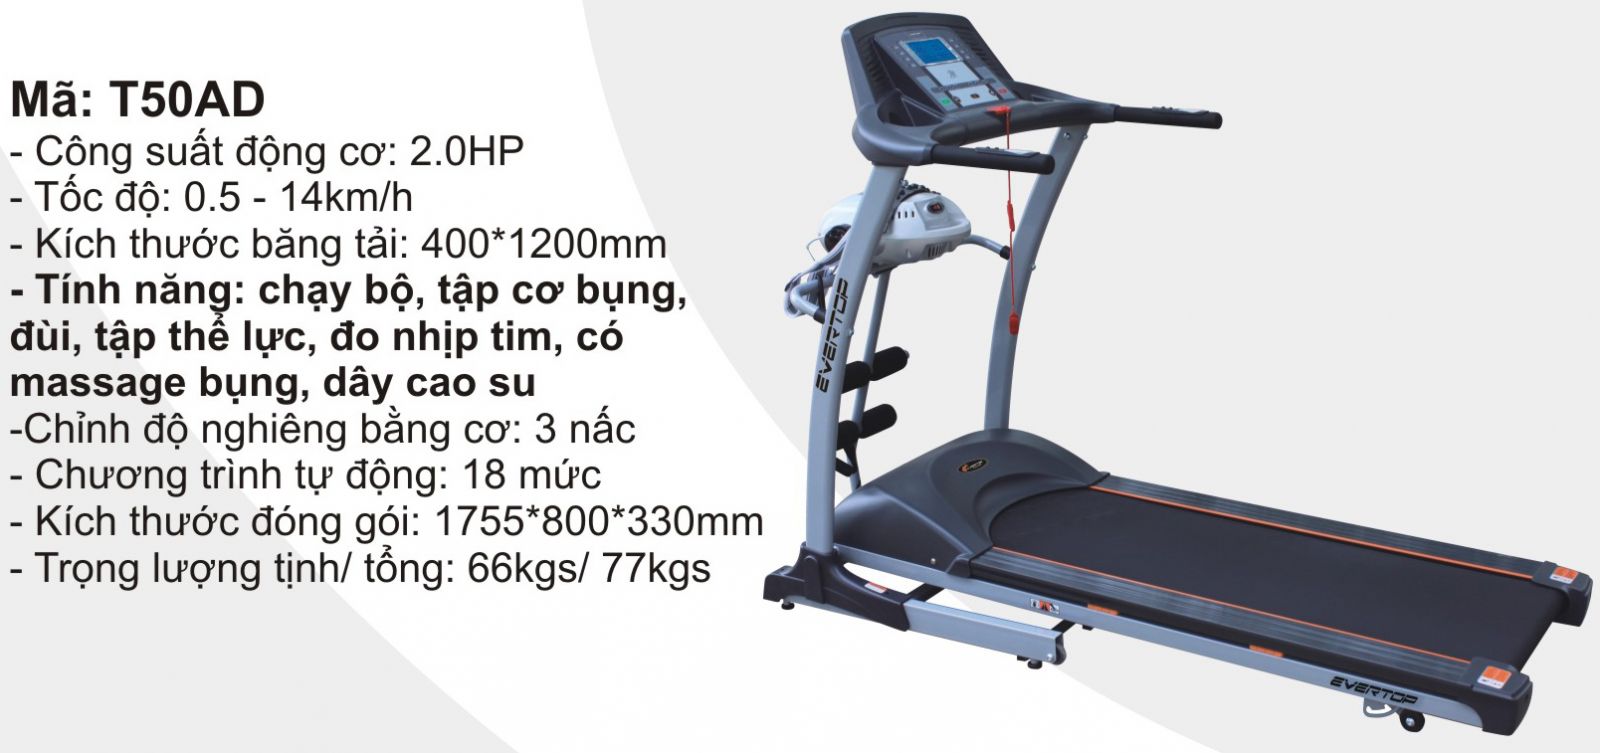 Mã: T50AD
- Công suất động cơ: 2.0HP
- Tốc độ: 0.5 - 14km/h
- Kích thước băng tải: 400*1200mm
- Tính năng: chạy bộ, tập cơ bụng,
đùi, tập thể lực, đo nhịp tim, có
massage bụng, dây cao su
-Chỉnh độ nghiêng bằng cơ: 3 nấc
- Chương trình tự động: 18 mức
- Kích thước đóng gói: 1755*800*330mm
- Trọng lượng tịnh/ tổng: 66kgs/ 77kgs
EVERTOP
EVERTOP